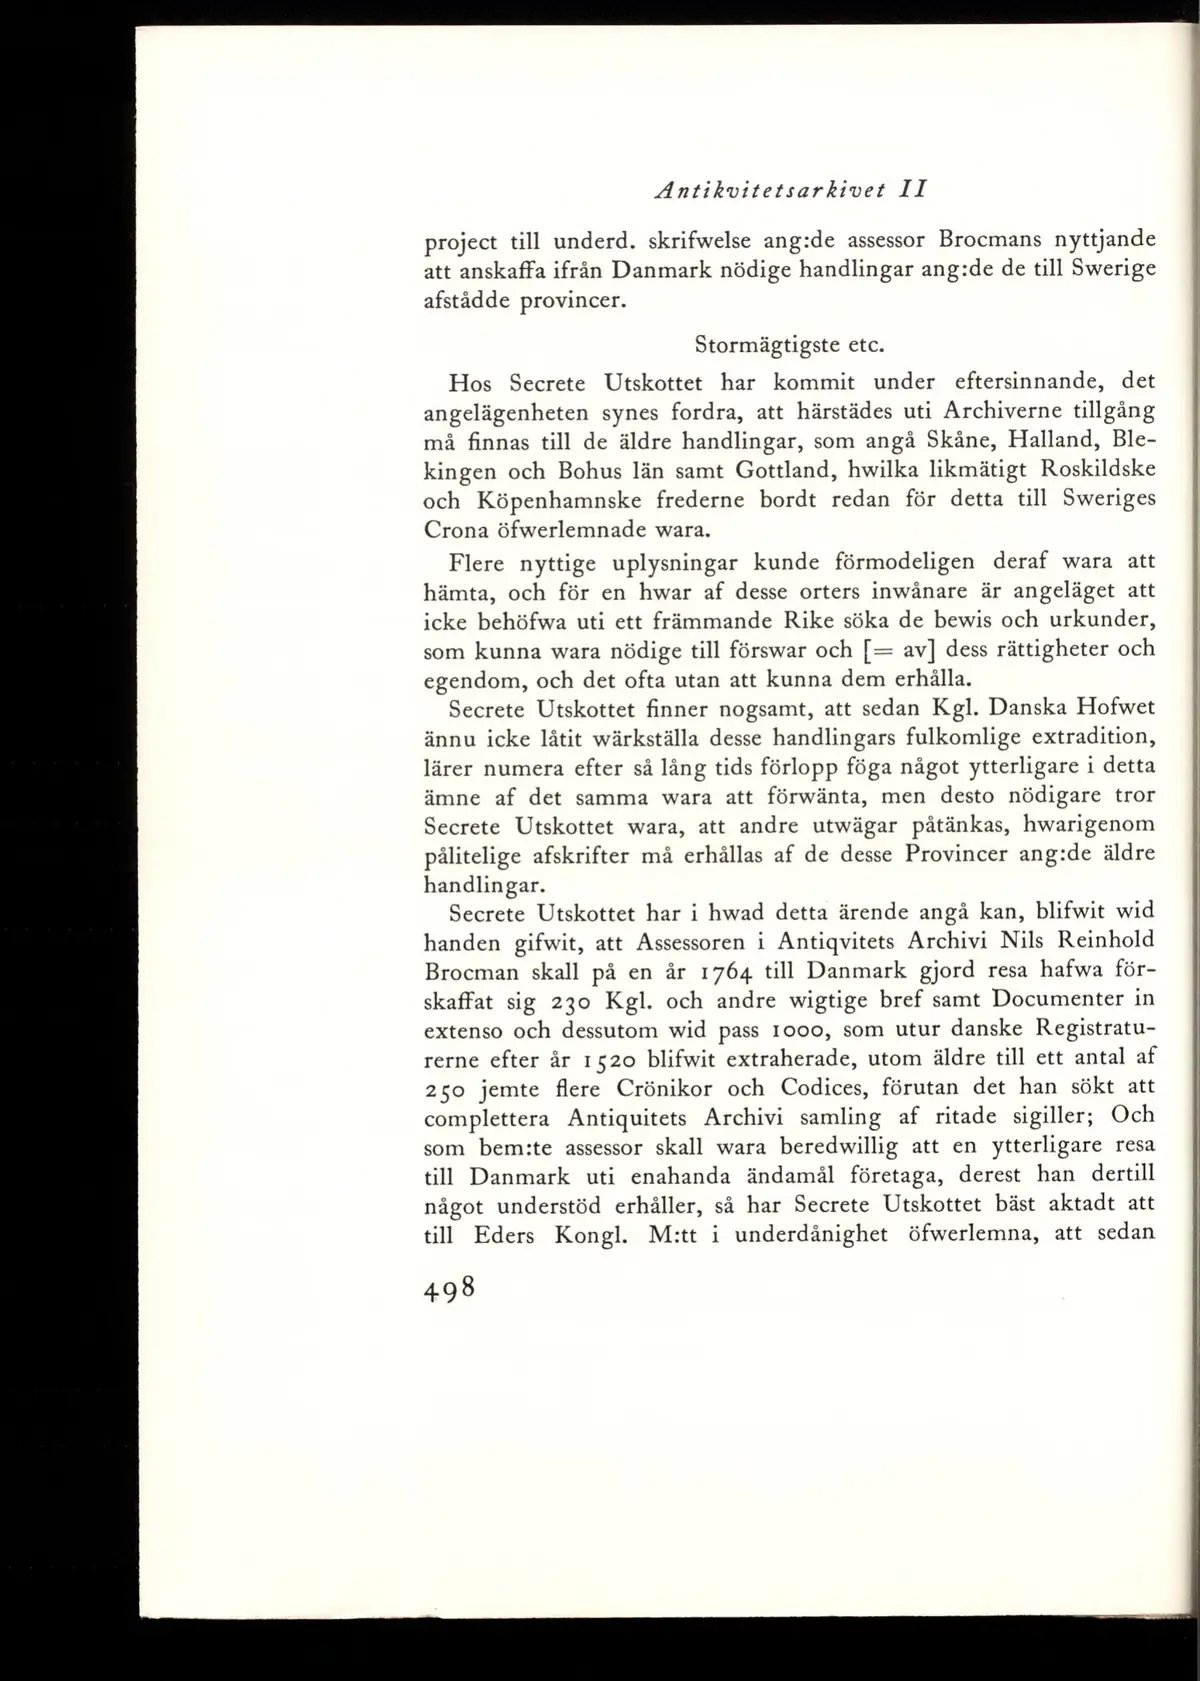 Antikvitetsarkivet II
project till underd. skrifwelse ang:de assessor Brocmans nyttjande
att anskaffa ifrån Danmark nödige handlingar ang:de de till Swerige
afstådde provincer.
Stormägtigste etc.
Hos Secrete Utskottet har kommit under eftersinnande, det
angelägenheten synes fordra, att härstädes uti Archiverne tillgång
må finnas till de äldre handlingar, som angå Skåne, Halland, Ble-
kingen och Bohus län samt Gottland, hwilka likmätigt Roskildske
och Köpenhamnske frederne bordt redan för detta till Sweriges
Crona öfwerlemnade wara.
Flere nyttige uplysningar kunde förmodeligen deraf wara att
hämta, och för en hwar af desse orters inwånare är angeläget att
icke behöfwa uti ett främmande Rike söka de bewis och urkunder,
som kunna wara nödige till förswar och [= av] dess rättigheter och
egendom, och det ofta utan att kunna dem erhålla.
Secrete Utskottet finner nogsamt, att sedan Kgl. Danska Hofwet
ännu icke låtit wärkställa desse handlingars fulkomlige extradition,
lärer numera efter så lång tids förlopp föga något ytterligare i detta
ämne af det samma wara att förwänta, men desto nödigare tror
Secrete Utskottet wara, att andre utwägar påtänkas, hwarigenom
pålitelige afskrifter må erhållas af de desse Provincer ang:de äldre
handlingar.
Secrete Utskottet har i hwad detta ärende angå kan, blifwit wid
handen gifwit, att Assessoren i Antiqvitets Archivi Nils Reinhold
Brocman skall på en år 1764 till Danmark gjord resa hafwa för-
skaffat sig 230 Kgl. och andre wigtige bref samt Documenter in
extenso och dessutom wid pass 1000, som utur danske Registratu-
rerne efter år 1520 blifwit extraherade, utom äldre till ett antal af
250 jemte flere Crönikor och Codices, förutan det han sökt att
complettera Antiquitets Archivi samling af ritade sigiller; Och
som bem:te assessor skall wara beredwillig att en ytterligare resa
till Danmark uti enahanda ändamål företaga, derest han dertill
något understöd erhåller, så har Secrete Utskottet bäst aktadt att
till Eders Kongl. M:tt i underdånighet öfwerlemna, att sedan
498